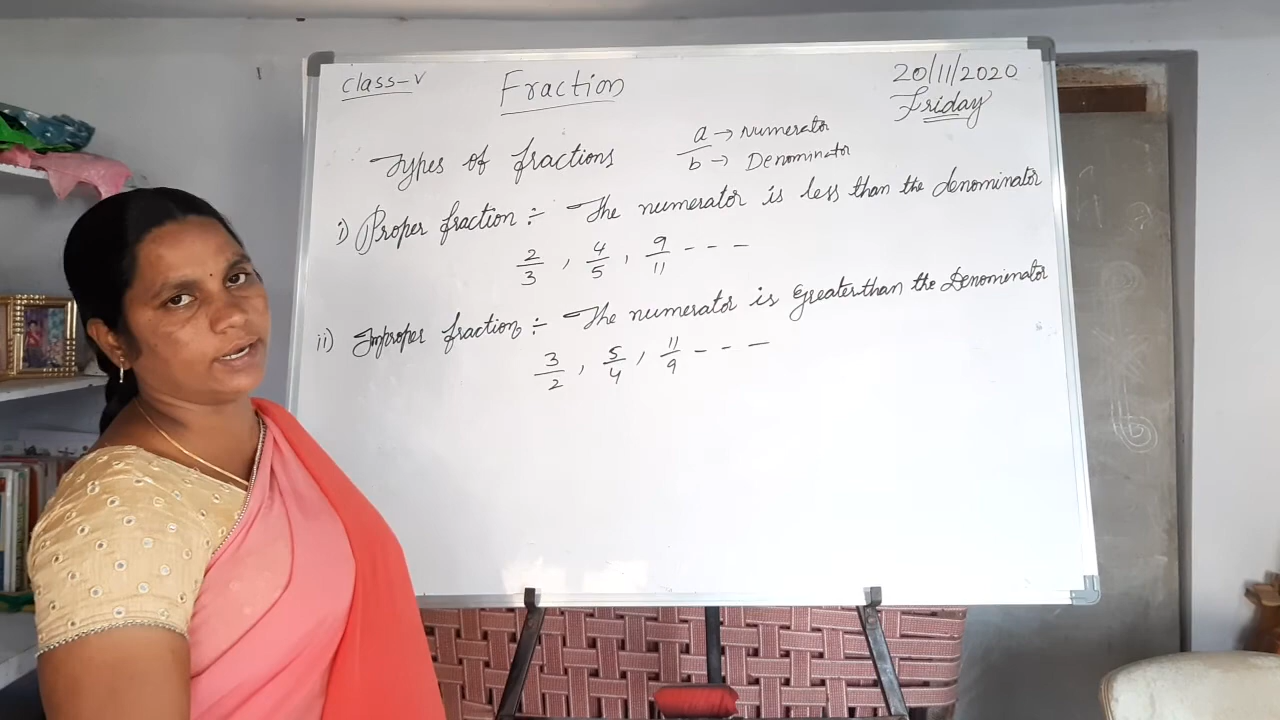 Class-V
Fraction
20/11/2020
Friday
Types of fractions
a → Numerator
b → Denominator
i) Proper fraction ÷ The numerator is less than the denominator
2/3, 4/5, 9/11 - - -
ii) Improper fraction ÷ The numerator is Greater than the Denominator
3/2, 5/4, 11/9 - - -